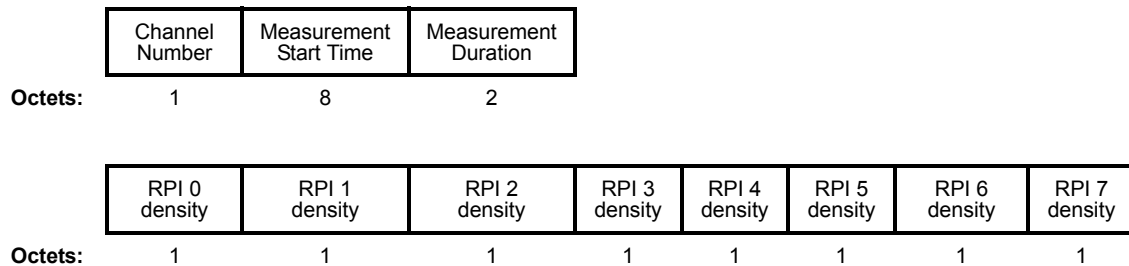 Channel Number Measurement Start Time Measurement Duration
Octets: 1 8 2
RPI 0 density RPI 1 density RPI 2 density RPI 3 density RPI 4 density RPI 5 density RPI 6 density RPI 7 density
Octets: 1 1 1 1 1 1 1 1